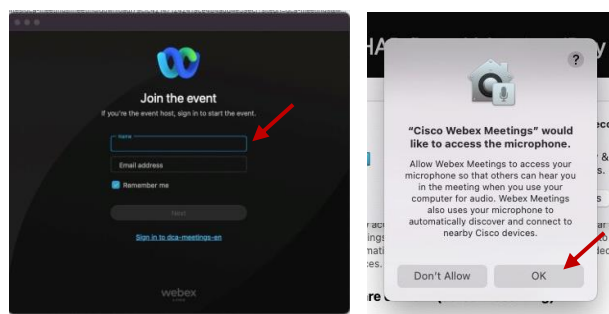 Join the event
If you're the event host, sign in to start the event.
Name
Email address
Remember me
Next
Sign in to dca-meetings-en
webex
?
“Cisco Webex Meetings” would
like to access the microphone.
Allow Webex Meetings to access your
microphone so that others can hear you
in the meeting when you use your
computer for audio. Webex Meetings
also uses your microphone to
automatically discover and connect to
nearby Cisco devices.
Don't Allow
OK